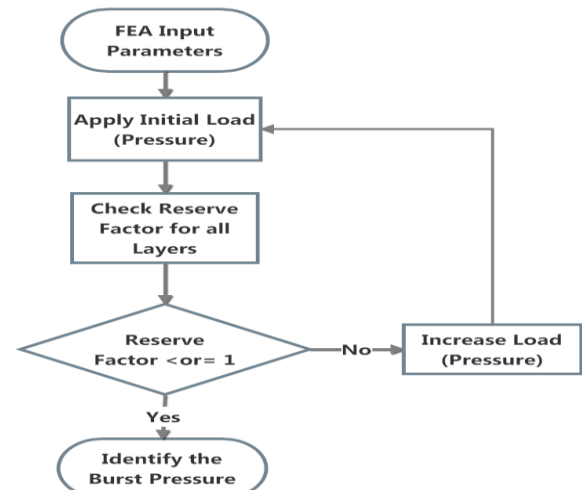 FEA Input
Parameters
Apply Initial Load
(Pressure)
Check Reserve
Factor for all
Layers
Reserve
Factor <or= 1
No
Increase Load
(Pressure)
Yes
Identify the
Burst Pressure